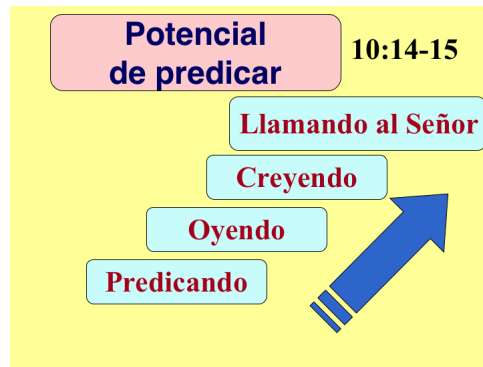 Potencial
de predicar
10:14-15
Llamando al Señor
Creyendo
Oyendo
Predicando